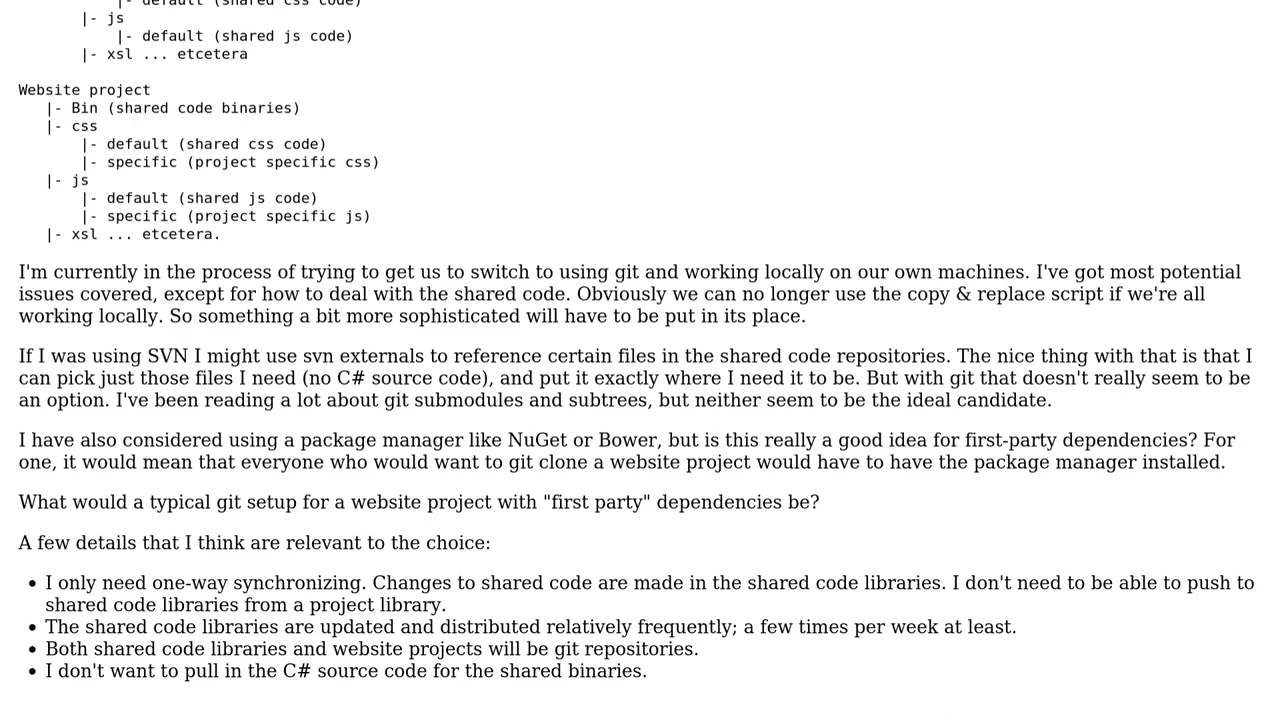 |- default (shared css code)
|- js
|- default (shared js code)
|- xsl ... etcetera
Website project
|- Bin (shared code binaries)
|- css
|- default (shared css code)
|- specific (project specific css)
|- js
|- default (shared js code)
|- specific (project specific js)
|- xsl ... etcetera.
I'm currently in the process of trying to get us to switch to using git and working locally on our own machines. I've got most potential
issues covered, except for how to deal with the shared code. Obviously we can no longer use the copy & replace script if we're all
working locally. So something a bit more sophisticated will have to be put in its place.
If I was using SVN I might use svn externals to reference certain files in the shared code repositories. The nice thing with that is that I
can pick just those files I need (no C# source code), and put it exactly where I need it to be. But with git that doesn't really seem to be
an option. I've been reading a lot about git submodules and subtrees, but neither seem to be the ideal candidate.
I have also considered using a package manager like NuGet or Bower, but is this really a good idea for first-party dependencies? For
one, it would mean that everyone who would want to git clone a website project would have to have the package manager installed.
What would a typical git setup for a website project with "first party" dependencies be?
A few details that I think are relevant to the choice:
• I only need one-way synchronizing. Changes to shared code are made in the shared code libraries. I don't need to be able to push to
shared code libraries from a project library.
• The shared code libraries are updated and distributed relatively frequently; a few times per week at least.
• Both shared code libraries and website projects will be git repositories.
• I don't want to pull in the C# source code for the shared binaries.